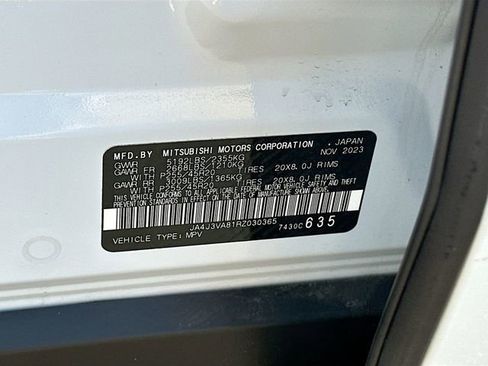 MFD.BY MITSUBISHI MOTORS CORPORATION , JAPAN
GVWR 5192LBS/2355KG NOV 2023
GAWR FR 2668LBS/1210KG
WITH P255/45R20 TIRES 20X8.0J RIMS
GAWR RR 3009LBS/1365KG
WITH P255/45R20 TIRES 20X8.0J RIMS
THIS VEHICLE CONFORMS TO ALL APPLICABLE FEDERAL MOTOR VEHICLE SAFETY AND THEFT
PREVENTION STANDARDS IN EFFECT ON THE DATE OF MANUFACTURE SHOWN ABOVE.
JA4J3VA81RZ030365 7430C 635
VEHICLE TYPE:MPV